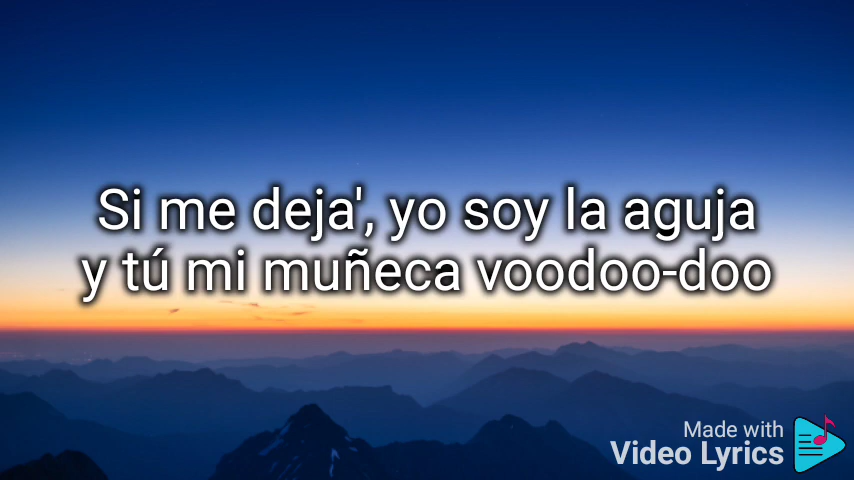 Si me deja', yo soy la aguja
y tú mi muñeca voodoo-doo
Made with
Video Lyrics